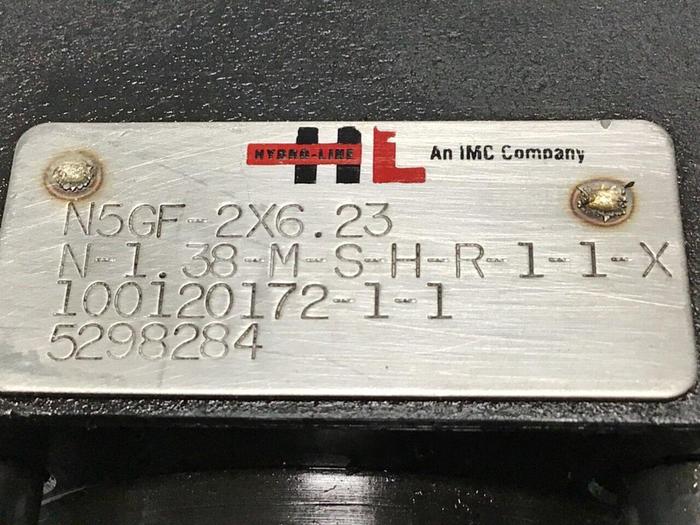 HYDRO-LINE HL An IMC Company
N5GF-2X6.23
N-1.38-M-S-H-R-1-1-X
100120172-1-1
5298284